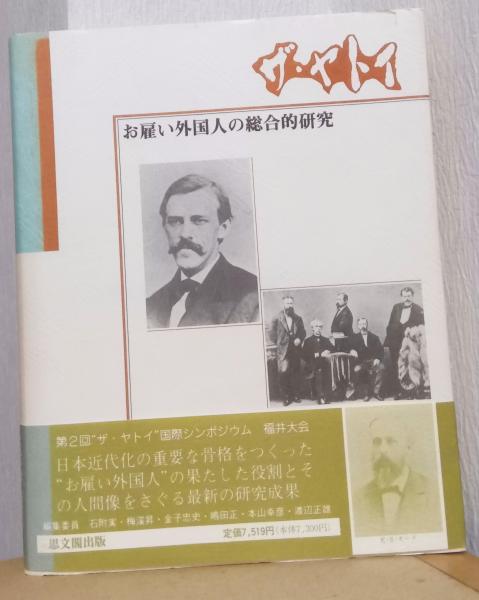 ザ・ヤトイ
お雇い外国人の総合的研究
第2回“ザ・ヤトイ”国際シンポジウム 福井大会
日本近代化の重要な骨格をつくった
“お雇い外国人”の果たした役割とそ
の人間像をさぐる最新の研究成果
編集委員 石附実・梅溪昇・金子忠史・嶋田正・本山幸彦・渡辺正雄
思文閣出版
定価7,519円(本体7,300円)
E・S・モース